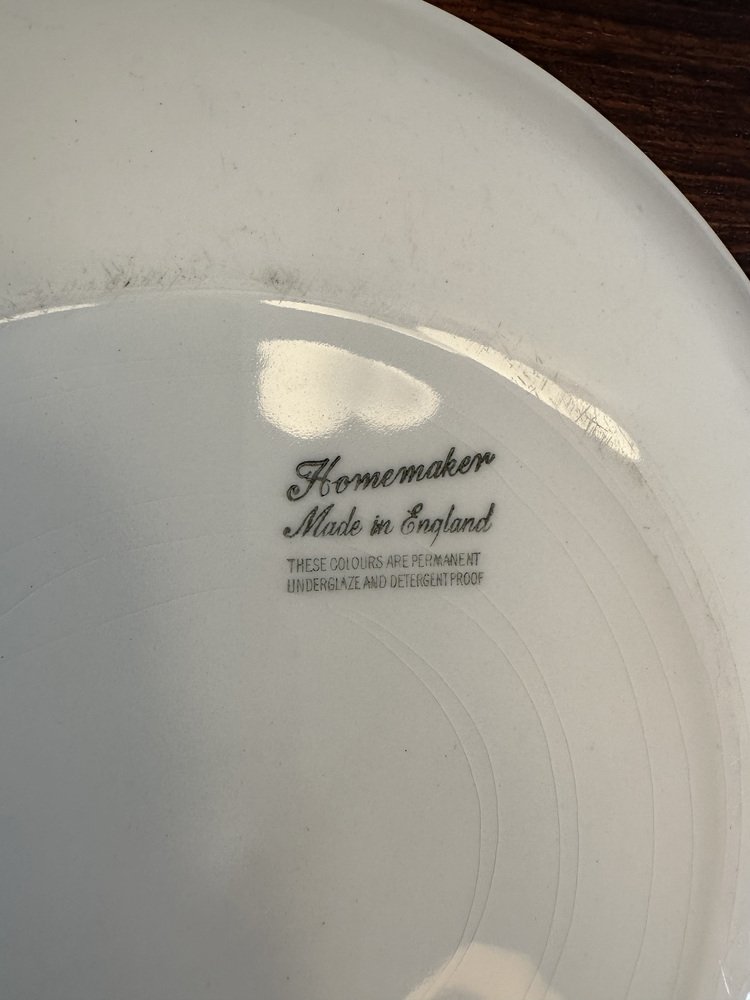 Homemaker
Made in England
THESE COLOURS ARE PERMANENT
UNDERGLAZE AND DETERGENT PROOF